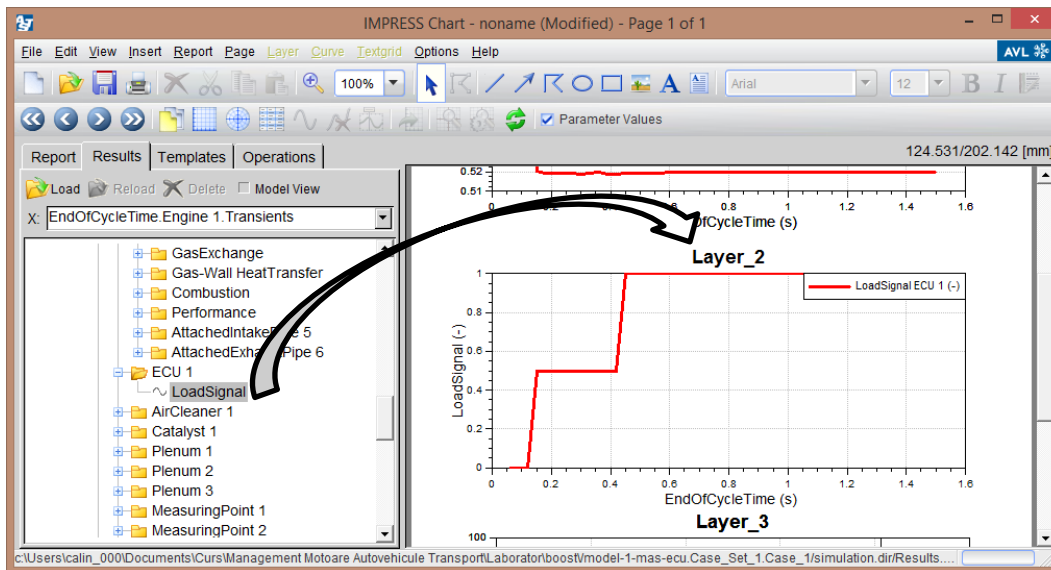 IMPRESS Chart - noname (Modified) - Page 1 of 1
File Edit View Insert Report Page Layer Curve Textgrid Options Help
AVL
100%
A
Arial
12
B I
Parameter Values
Report Results Templates Operations
124.531/202.142 [mm]
Load Reload Delete Model View
X: EndOfCycleTime.Engine 1.Transients
GasExchange
Gas-Wall HeatTransfer
Combustion
Performance
5
Pipe 6
ECU 1
LoadSignal
AirCleaner 1
Catalyst 1
Plenum 1
Plenum 2
Plenum 3
MeasuringPoint 1
MeasuringPoint 2
0.52
0.51
0 0.2 0.8 1 1.2 1.4 1.6
OfCycleTime (s)
Layer_2
LoadSignal ECU 1 (-)
LoadSignal (-)
1
0.8
0.6
0.4
0.2
0
0 0.2 0.4 0.6 0.8 1 1.2 1.4 1.6
EndOfCycleTime (s)
Layer_3
100
c:\Users\calin_000\Documents\Curs\Management Motoare Autovehicule Transport\Laborator\boost\model-1-mas-ecu.Case_Set_1.Case_1/simulation.dir/Results....